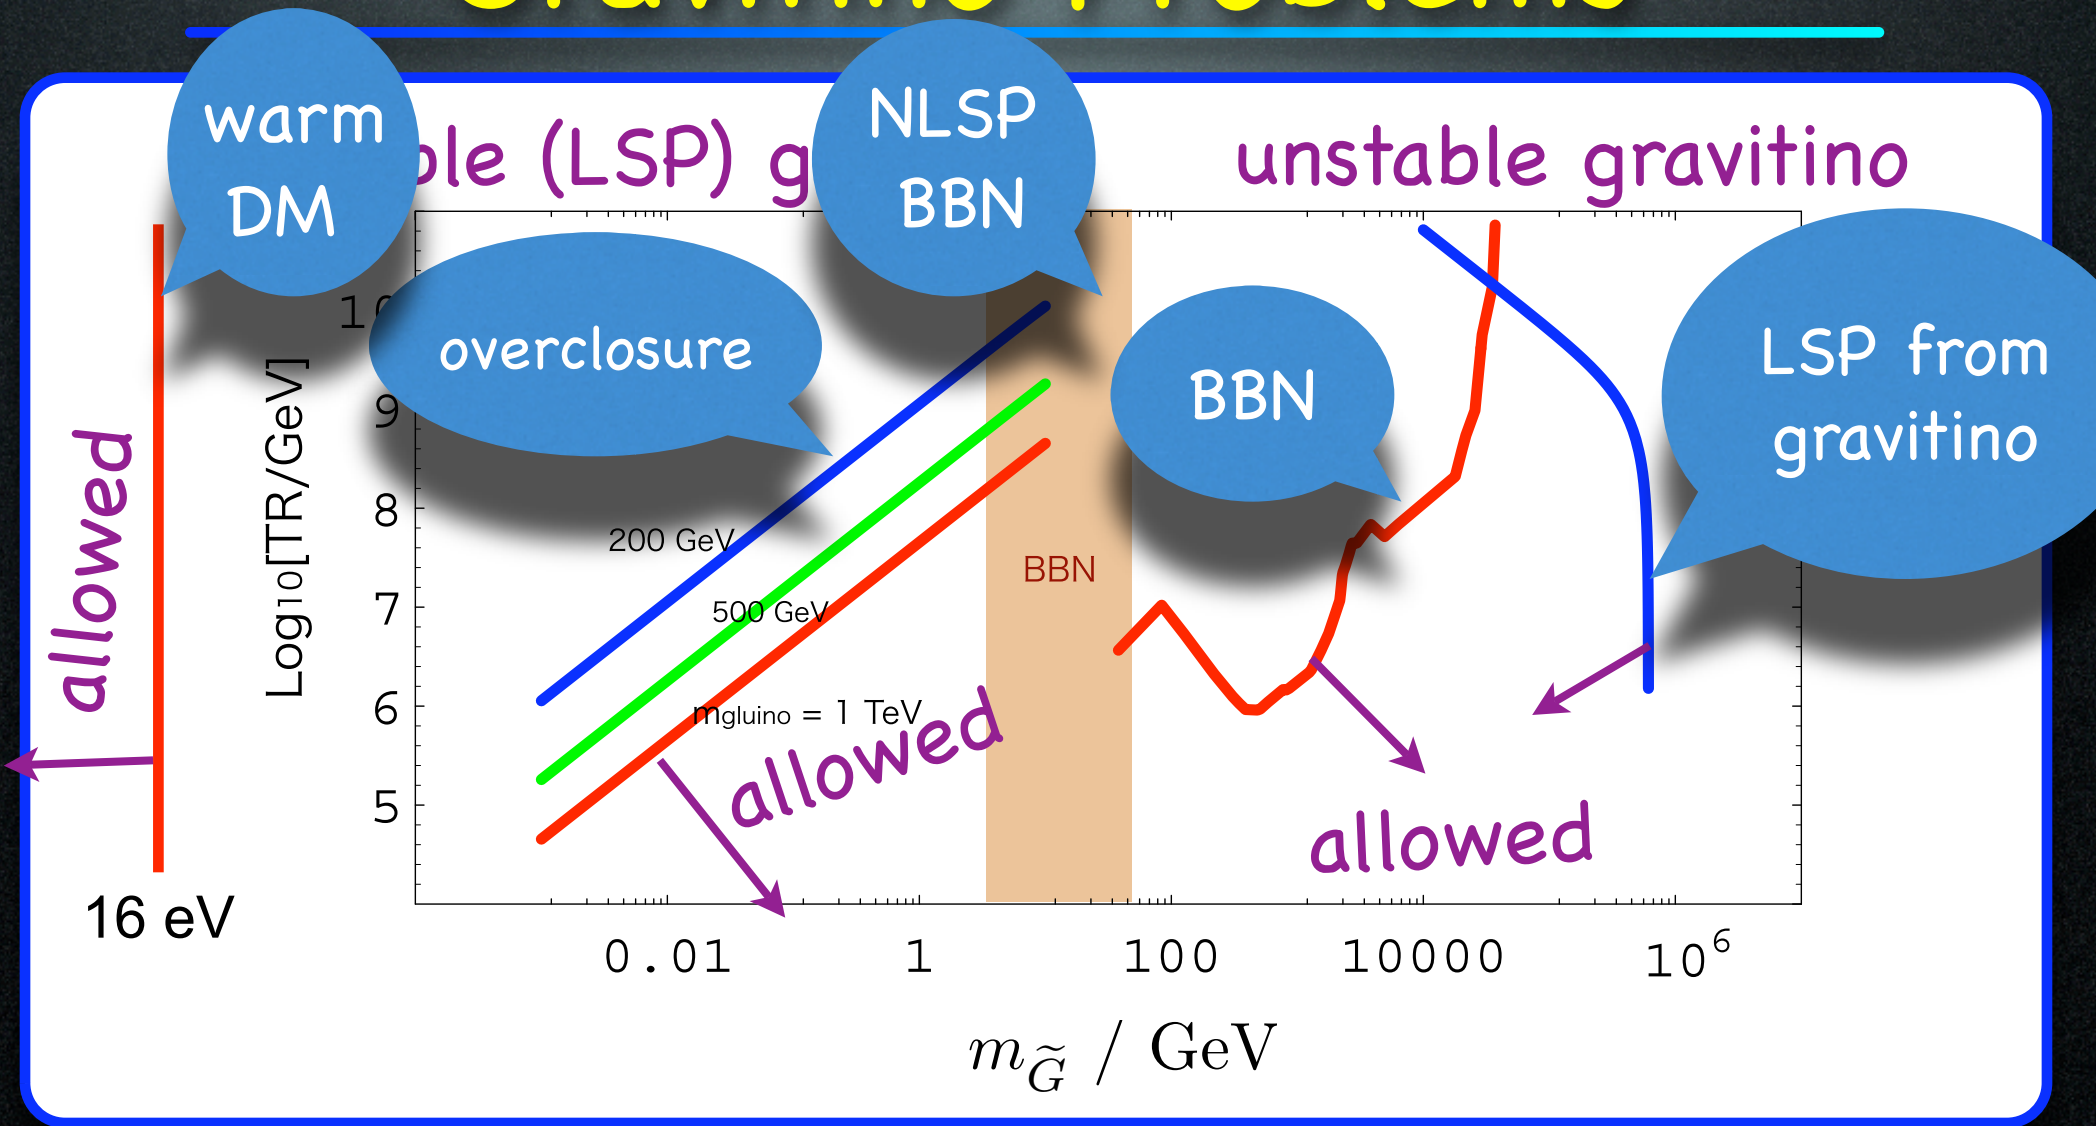 Gravitino Problems
warm
DM
(LSP)
NLSP
BBN
unstable gravitino
overclosure
BBN
LSP from
gravitino
allowed
Log10[TR/GeV]
9
8
7
6
5
200 GeV
500 GeV
mgluino = 1 TeV
BBN
allowed
allowed
16 eV
0.01 1 100 10000 10^6
m_G̃ / GeV